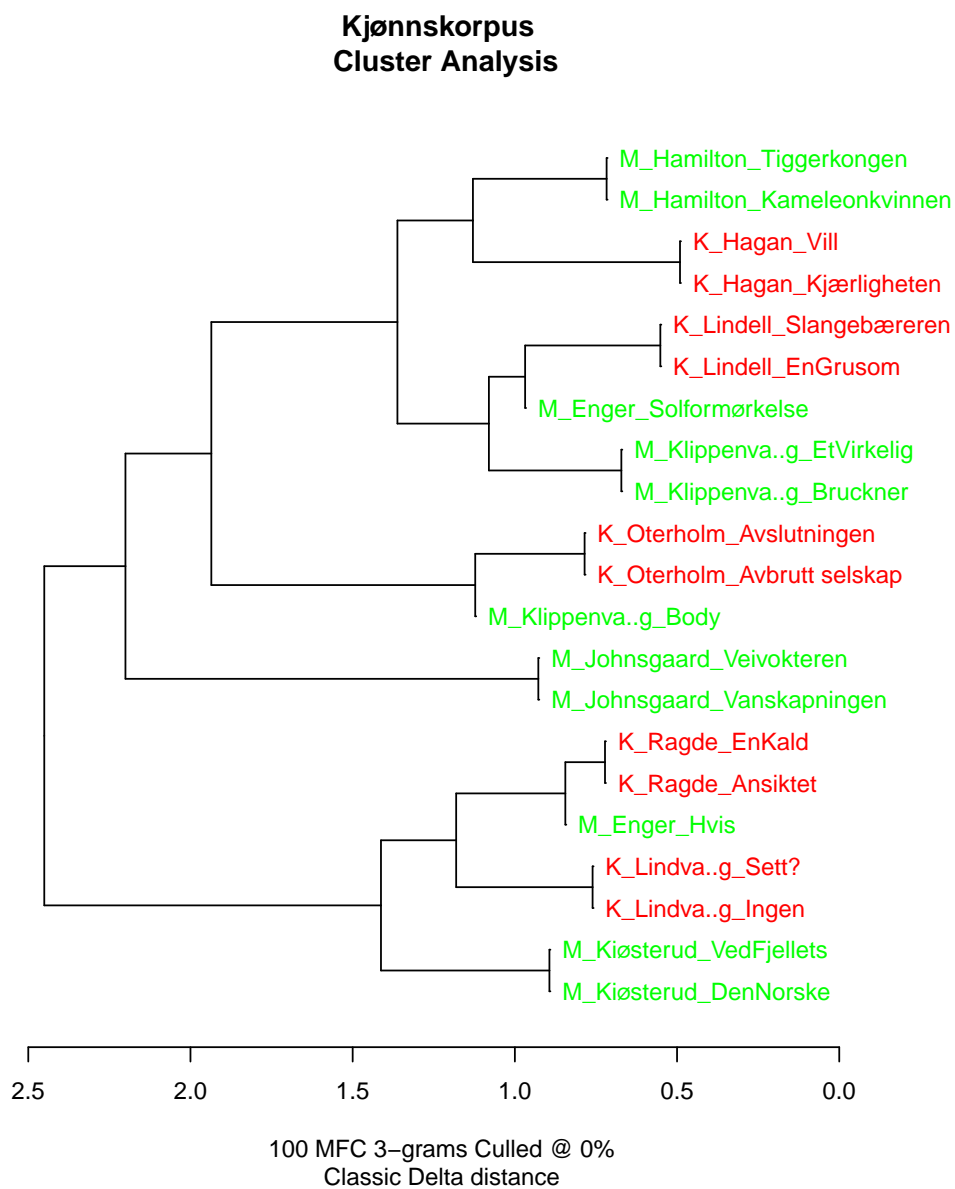 Kjønnskorpus
Cluster Analysis
M_Hamilton_Tiggerkongen
M_Hamilton_Kameleonkvinnen
K_Hagan_Vill
K_Hagan_Kjærligheten
K_Lindell_Slangebæreren
K_Lindell_EnGrusom
M_Enger_Solformørkelse
M_Klippenva..g_EtVirkelig
M_Klippenva..g_Bruckner
K_Oterholm_Avslutningen
K_Oterholm_Avbrutt selskap
M_Klippenva..g_Body
M_Johnsgaard_Veivokteren
M_Johnsgaard_Vanskapningen
K_Ragde_EnKald
K_Ragde_Ansiktet
M_Enger_Hvis
K_Lindva..g_Sett?
K_Lindva..g_Ingen
M_Kiøsterud_VedFjellets
M_Kiøsterud_DenNorske
2.5 2.0 1.5 1.0 0.5 0.0
100 MFC 3−grams Culled @ 0%
Classic Delta distance